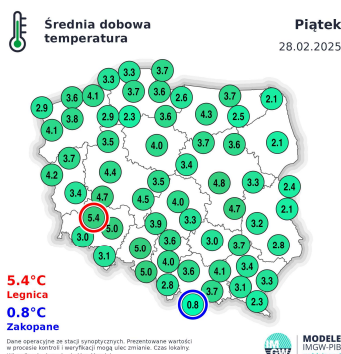 Średnia dobowa
temperatura
Piątek
28.02.2025
3.3 3.3 3.7
2.9 3.6 4.1 3.7 3.6 2.6 3.7 2.1
4.1 3.8 2.9 2.3 3.6 4.3 2.5
3.5 4.0 3.7 3.6 2.1
3.7 3.4
4.2 4.4 3.5 4.8 3.3 2.4
3.4 4.7 4.5 4.0 4.7 2.1
5.4 5.0 3.9 3.3 3.2
3.0 3.6 3.0 3.7 2.8
3.1 5.0 4.0
5.0 3.6 4.1 3.4
2.8 3.7 3.1 3.3
0.8 2.3
5.4°C
Legnica
0.8°C
Zakopane
Dane operacyjne ze stacji synoptycznych. Prezentowane wartości
w procesie kontroli i weryfikacji mogą ulec zmianie. Czas lokalny.
IM
GW
MODELE
IMGW-PIB